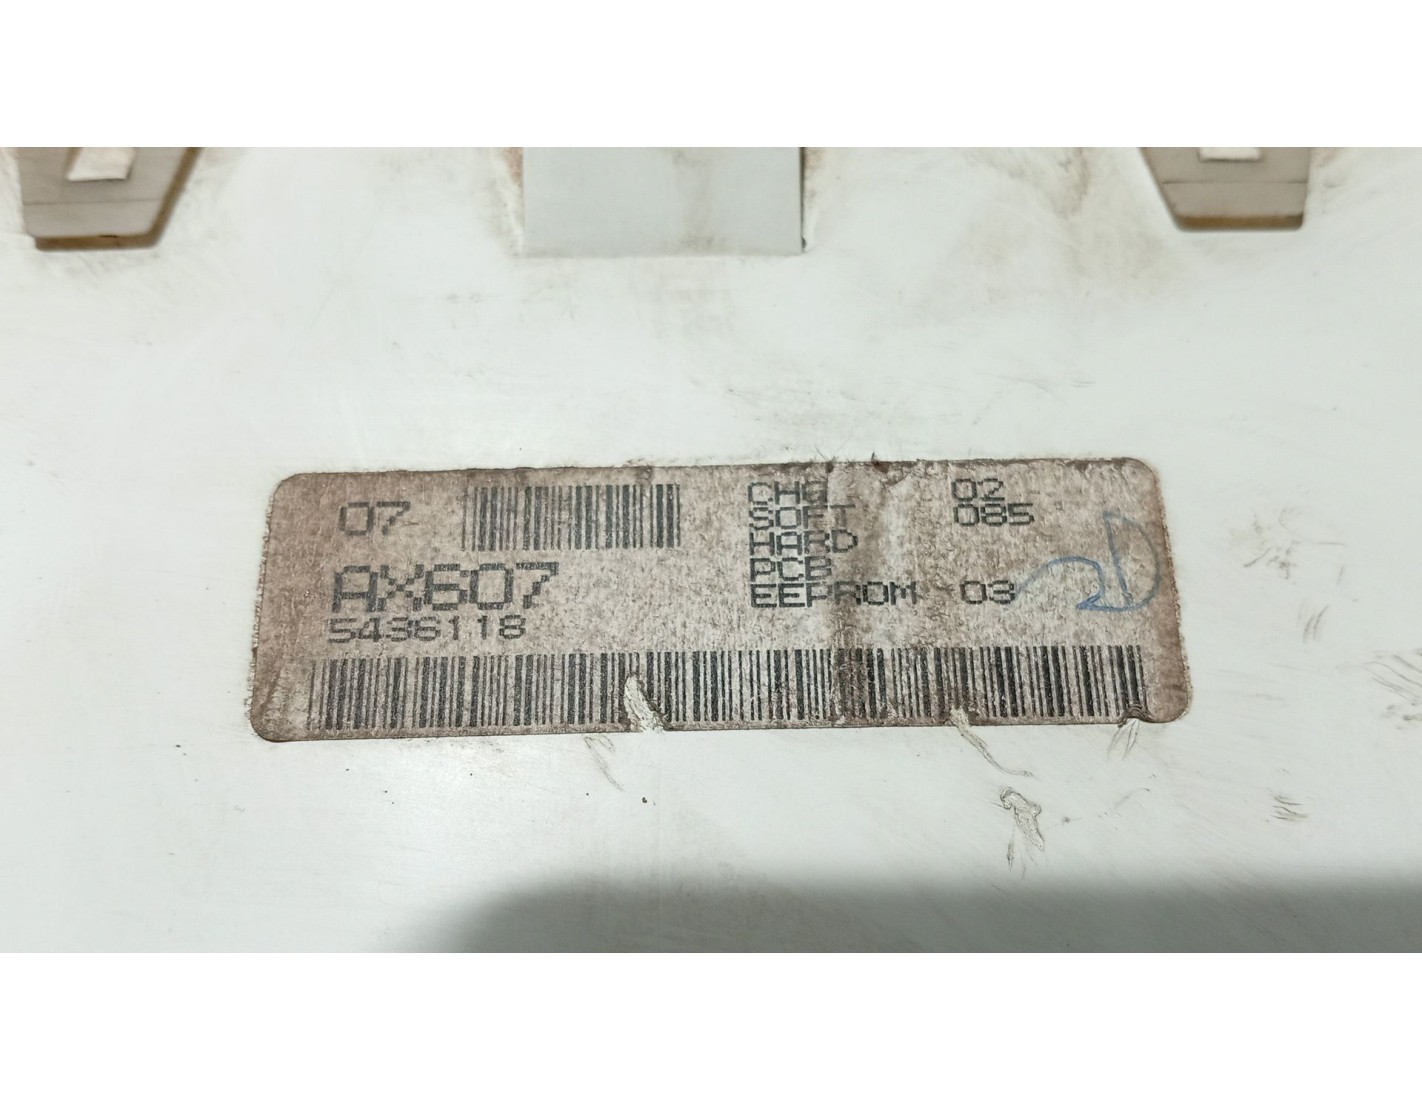 07
AX607
5436118
CHG 02
SOFT 085
HARD
PCB
EEPROM 03